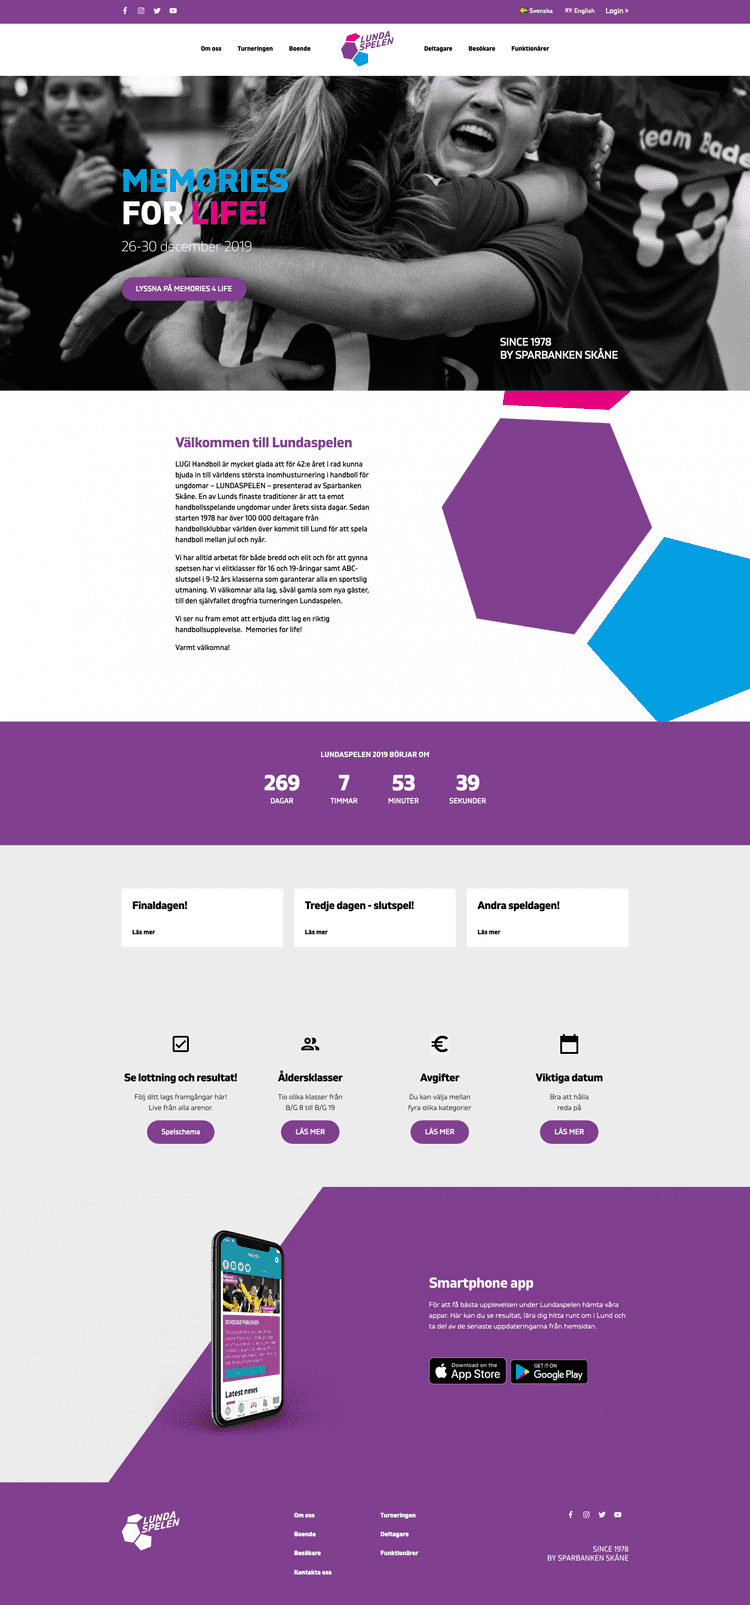 Svenska
English
Login >
Om oss
Turneringen
Boende
LUNDA
SPELEN
Deltagare
Besökare
Funktionärer
Team Bade
13
MEMORIES
FOR LIFE!
26-30 december 2019
LYSSNA PÅ MEMORIES 4 LIFE
SINCE 1978
BY SPARBANKEN SKÅNE
Välkommen till Lundaspelen
LUGI Handboll är mycket glada att för 42:e året i rad kunna
bjuda in till världens största inomhusturnering i handboll för
ungdomar – LUNDASPELEN – presenterad av Sparbanken
Skåne. En av Lunds finaste traditioner är att ta emot
handbollsspelande ungdomar under årets sista dagar. Sedan
starten 1978 har över 100 000 deltagare från
handbollsklubbar världen över kommit till Lund för att spela
handboll mellan jul och nyår.
Vi har alltid arbetat för både bredd och elit och för att gynna
spetsen har vi elitklasser för 16 och 19-åringar samt ABC-
slutspel i 9-12 års klasserna som garanterar alla en sportslig
utmaning. Vi välkomnar alla lag, såväl gamla som nya gäster,
till den självfallet drogfria turneringen Lundaspelen.
Vi ser nu fram emot att erbjuda ditt lag en riktig
handbollsupplevelse. Memories for life!
Varmt välkomna!
LUNDASPELEN 2019 BÖRJAR OM
269
7
53
39
DAGAR
TIMMAR
MINUTER
SEKUNDER
Finaldagen!
Läs mer
Tredje dagen - slutspel!
Läs mer
Andra speldagen!
Läs mer
Se lottning och resultat!
Följ ditt lags framgångar här!
Live från alla arenor.
Spelschema
Åldersklasser
Tio olika klasser från
B/G 8 till B/G 19
LÄS MER
Avgifter
Du kan välja mellan
fyra olika kategorier
LÄS MER
Viktiga datum
Bra att hålla
reda på
LÄS MER
SCHEDULE PUBLISHED!
Latest news
Smartphone app
För att få bästa upplevelsen under Lundaspelen hämta våra
appar. Här kan du se resultat, lära dig hitta runt om i Lund och
ta del av de senaste uppdateringarna från hemsidan.
Download on the
App Store
GET IT ON
Google Play
LUNDA
SPELEN
Om oss
Boende
Besökare
Kontakta oss
Turneringen
Deltagare
Funktionärer
SINCE 1978
BY SPARBANKEN SKÅNE